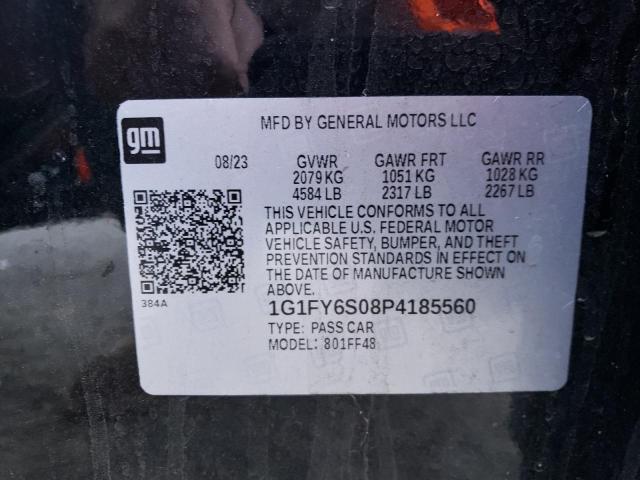 gm
MFD BY GENERAL MOTORS LLC
08/23 GVWR GAWR FRT GAWR RR
2079 KG 1051 KG 1028 KG
4584 LB 2317 LB 2267 LB
THIS VEHICLE CONFORMS TO ALL
APPLICABLE U.S. FEDERAL MOTOR
VEHICLE SAFETY, BUMPER, AND THEFT
PREVENTION STANDARDS IN EFFECT ON
THE DATE OF MANUFACTURE SHOWN
ABOVE.
384A
1G1FY6S08P4185560
TYPE: PASS CAR
MODEL: 801FF48